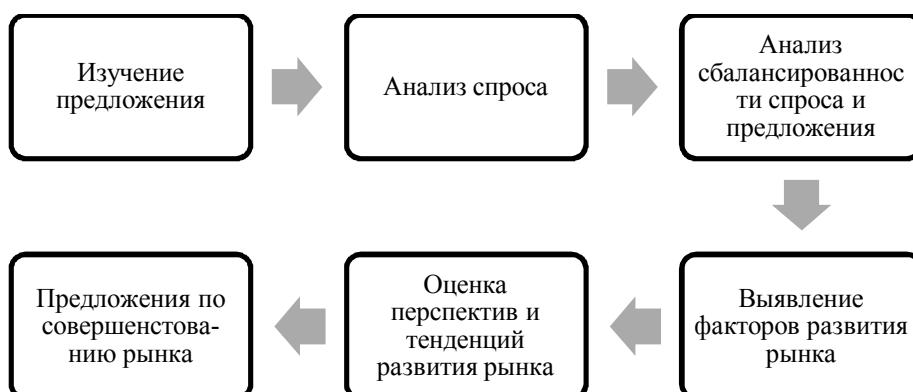 Изучение
предложения
Анализ спроса
Анализ
сбалансированнос
ти спроса и
предложения
Выявление
факторов развития
рынка
Оценка
перспектив и
тенденций
развития рынка
Предложения по
совершенстова-
нию рынка